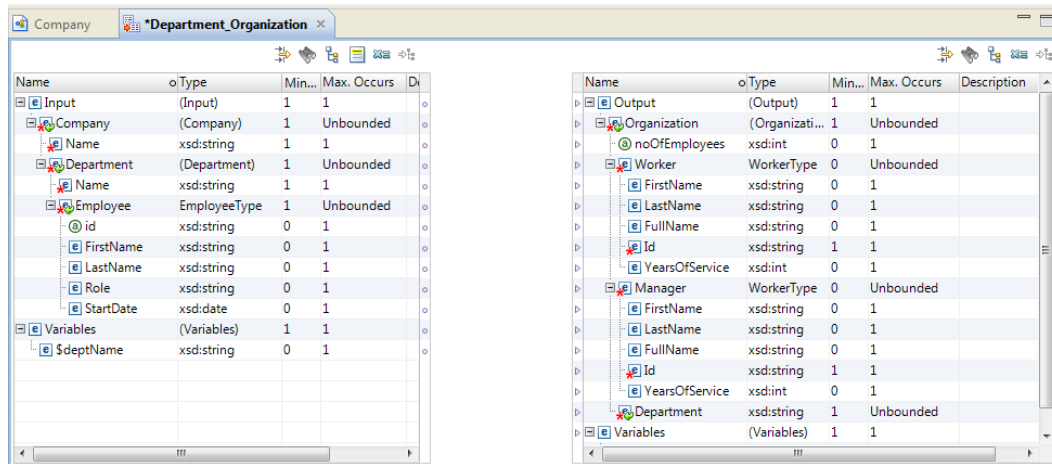 Company *Department_Organization
Name Type Min... Max. Occurs De
Input (Input) 1 1
Company (Company) 1 Unbounded
Name xsd:string 1 1
Department (Department) 1 Unbounded
Name xsd:string 1 1
Employee EmployeeType 1 Unbounded
id xsd:string 0 1
FirstName xsd:string 0 1
LastName xsd:string 0 1
Role xsd:string 0 1
StartDate xsd:date 0 1
Variables (Variables) 1 1
$deptName xsd:string 0 1
Name Type Min... Max. Occurs Description
Output (Output) 1 1
Organization (Organizati... 1 Unbounded
noOfEmployees xsd:int 0 1
Worker WorkerType 0 Unbounded
FirstName xsd:string 0 1
LastName xsd:string 0 1
FullName xsd:string 0 1
Id xsd:string 1 1
YearsOfService xsd:int 0 1
Manager WorkerType 0 Unbounded
FirstName xsd:string 0 1
LastName xsd:string 0 1
FullName xsd:string 0 1
Id xsd:string 1 1
YearsOfService xsd:int 0 1
Department xsd:string 1 Unbounded
Variables (Variables) 1 1